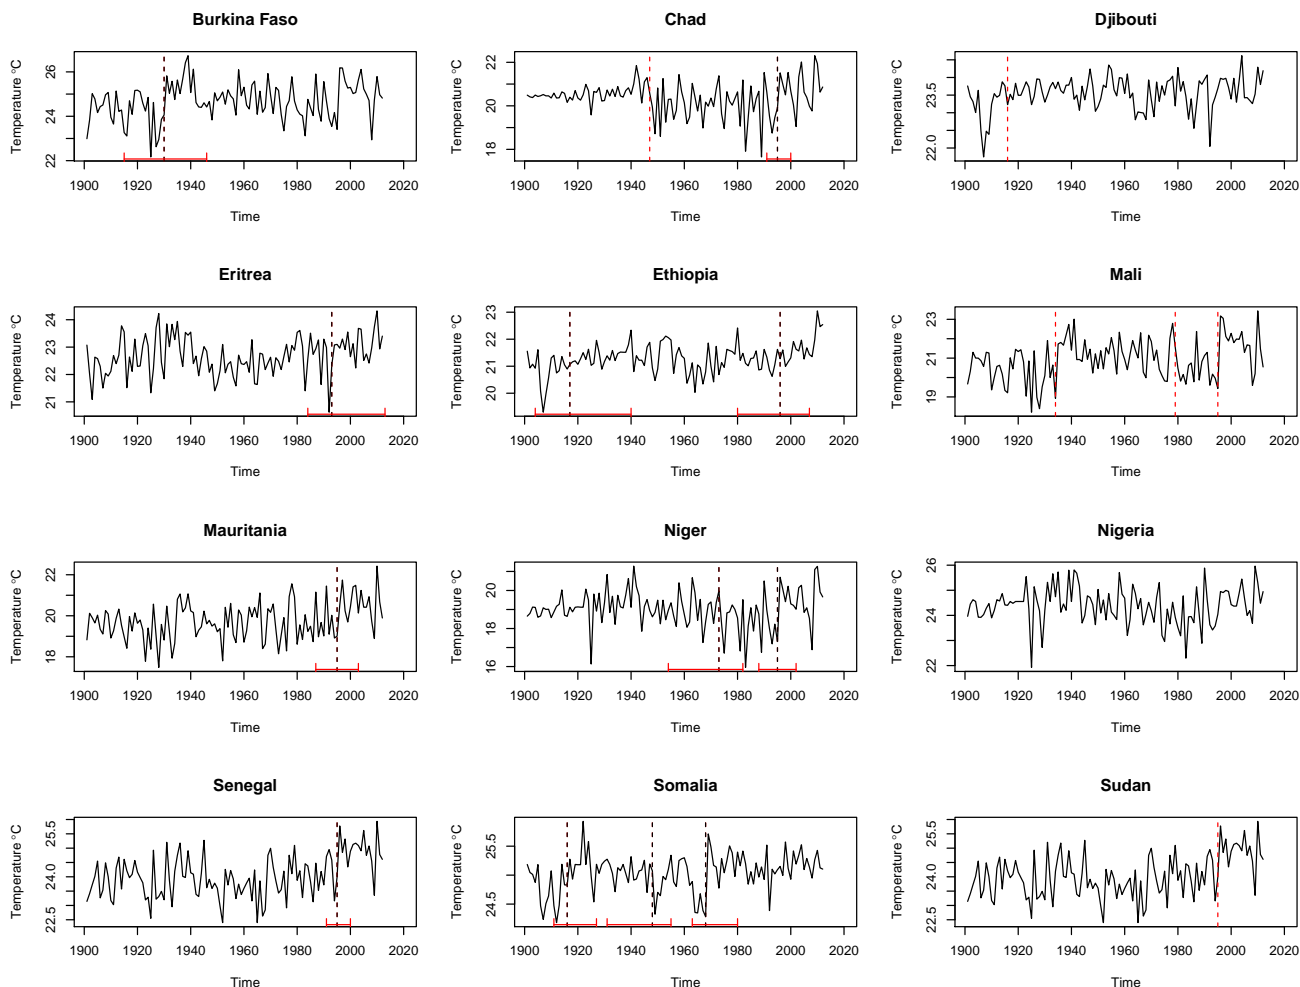 Burkina Faso
Temperature °C
22 24 26
1900 1920 1940 1960 1980 2000 2020
Time
Chad
Temperature °C
18 20 22
1900 1920 1940 1960 1980 2000 2020
Time
Djibouti
Temperature °C
22.0 23.5
1900 1920 1940 1960 1980 2000 2020
Time
Eritrea
Temperature °C
21 22 23 24
1900 1920 1940 1960 1980 2000 2020
Time
Ethiopia
Temperature °C
20 21 22 23
1900 1920 1940 1960 1980 2000 2020
Time
Mali
Temperature °C
19 21 23
1900 1920 1940 1960 1980 2000 2020
Time
Mauritania
Temperature °C
18 20 22
1900 1920 1940 1960 1980 2000 2020
Time
Niger
Temperature °C
16 18 20
1900 1920 1940 1960 1980 2000 2020
Time
Nigeria
Temperature °C
22 24 26
1900 1920 1940 1960 1980 2000 2020
Time
Senegal
Temperature °C
22.5 24.0 25.5
1900 1920 1940 1960 1980 2000 2020
Time
Somalia
Temperature °C
24.5 25.5
1900 1920 1940 1960 1980 2000 2020
Time
Sudan
Temperature °C
22.5 24.0 25.5
1900 1920 1940 1960 1980 2000 2020
Time